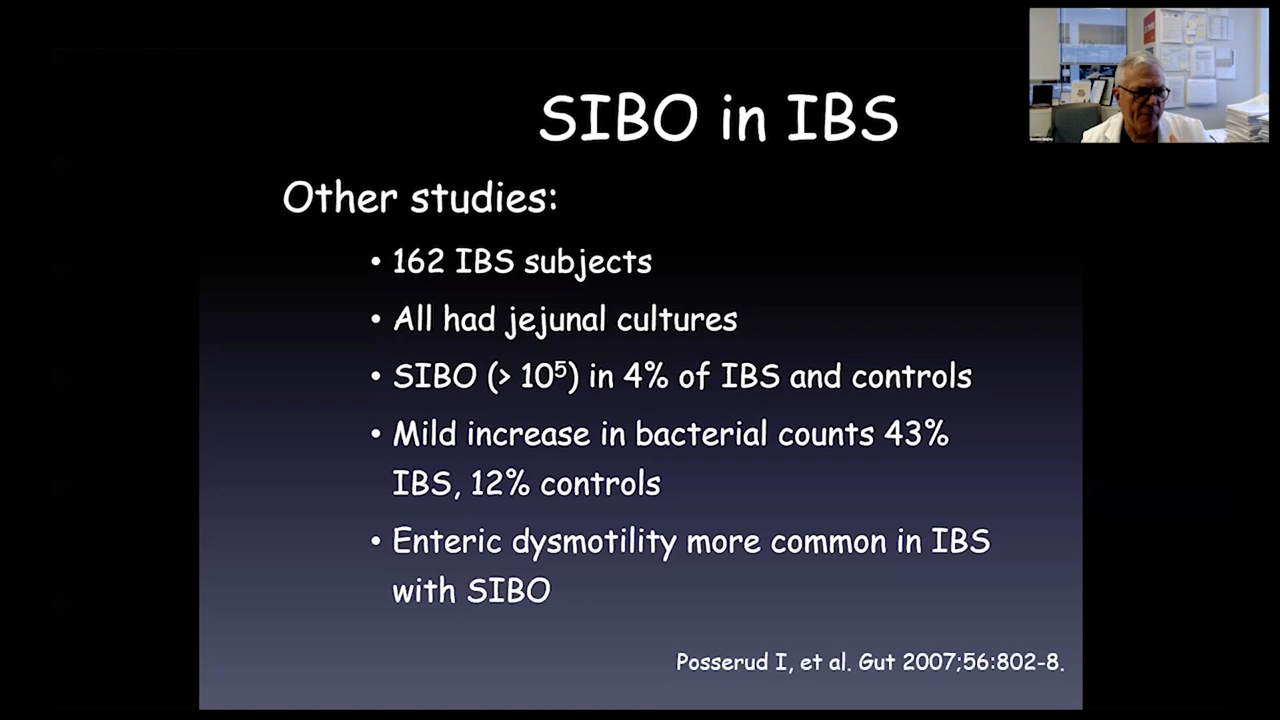 SIBO in IBS
Other studies:
• 162 IBS subjects
• All had jejunal cultures
• SIBO (> 10⁵) in 4% of IBS and controls
• Mild increase in bacterial counts 43%
IBS, 12% controls
• Enteric dysmotility more common in IBS
with SIBO
Posserud I, et al. Gut 2007;56:802-8.